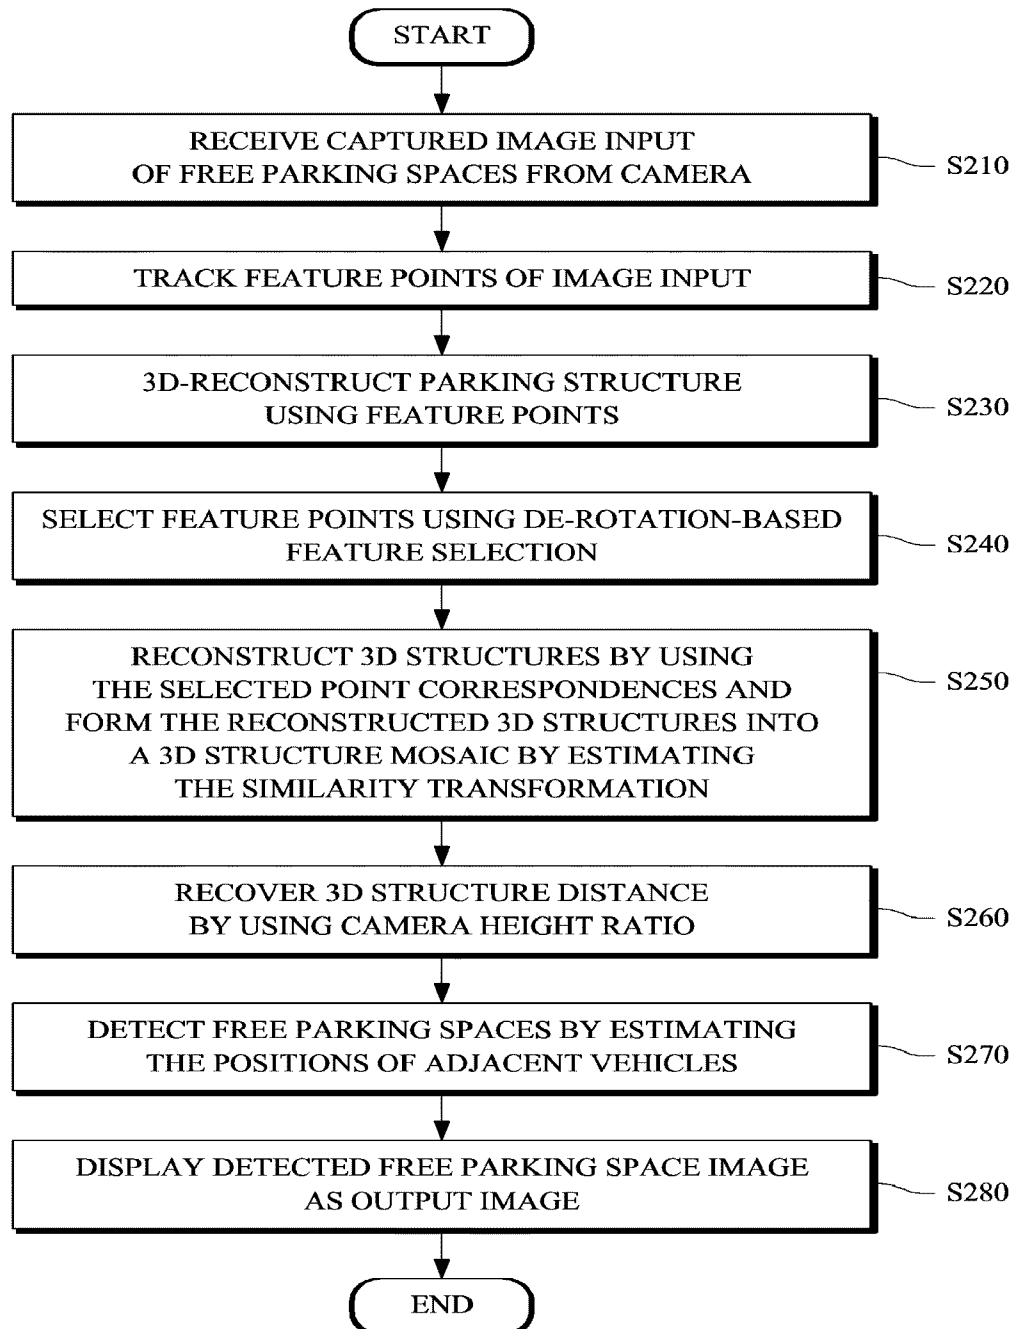 START
RECEIVE CAPTURED IMAGE INPUT
OF FREE PARKING SPACES FROM CAMERA
S210
TRACK FEATURE POINTS OF IMAGE INPUT
S220
3D-RECONSTRUCT PARKING STRUCTURE
USING FEATURE POINTS
S230
SELECT FEATURE POINTS USING DE-ROTATION-BASED
FEATURE SELECTION
S240
RECONSTRUCT 3D STRUCTURES BY USING
THE SELECTED POINT CORRESPONDENCES AND
FORM THE RECONSTRUCTED 3D STRUCTURES INTO
A 3D STRUCTURE MOSAIC BY ESTIMATING
THE SIMILARITY TRANSFORMATION
S250
RECOVER 3D STRUCTURE DISTANCE
BY USING CAMERA HEIGHT RATIO
S260
DETECT FREE PARKING SPACES BY ESTIMATING
THE POSITIONS OF ADJACENT VEHICLES
S270
DISPLAY DETECTED FREE PARKING SPACE IMAGE
AS OUTPUT IMAGE
S280
END